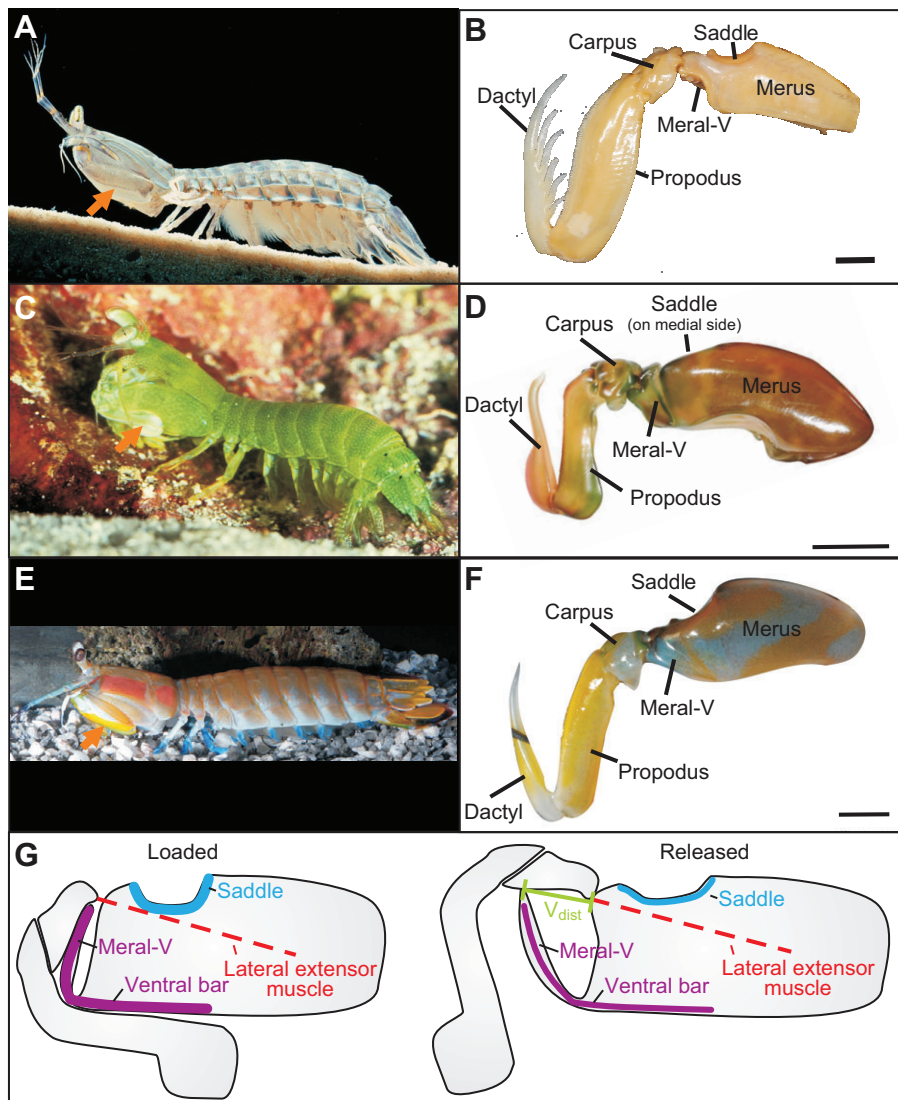 A
B
Saddle
Carpus
Merus
Dactyl
Meral-V
Propodus
C
D
Saddle
(on medial side)
Carpus
Merus
Dactyl
Meral-V
Propodus
E
F
Saddle
Carpus
Merus
Meral-V
Propodus
Dactyl
G
Loaded
Saddle
Meral-V
Lateral extensor
muscle
Ventral bar
Released
Saddle
Vdist
Meral-V
Lateral extensor
muscle
Ventral bar